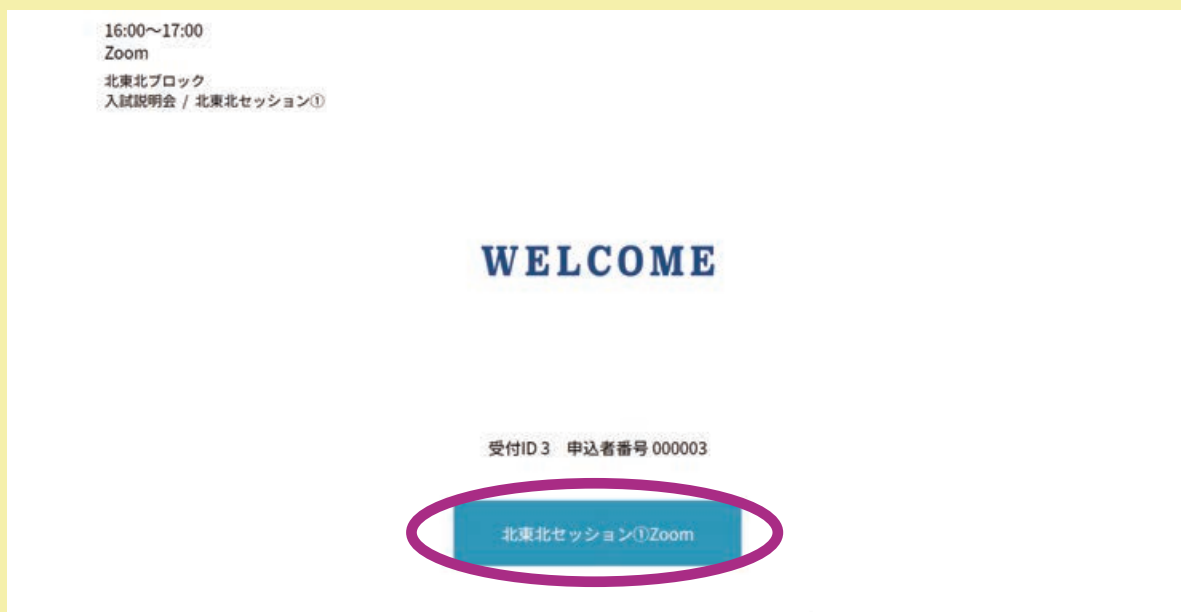 16:00〜17:00
Zoom
北東北ブロック
入試説明会 / 北東北セッション①
WELCOME
受付ID 3　申込者番号 000003
北東北セッション①Zoom